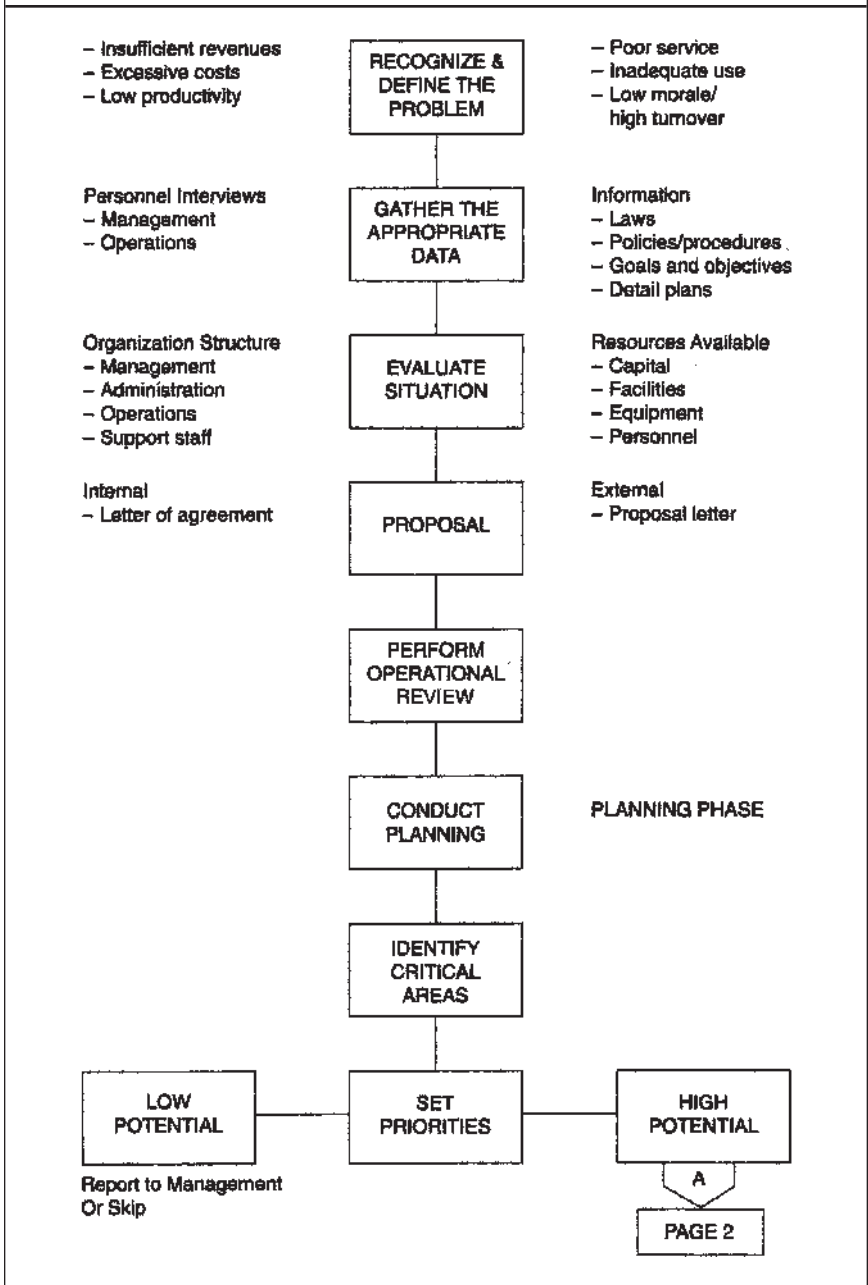 – Insufficient revenues
– Excessive costs
– Low productivity
RECOGNIZE &
DEFINE THE
PROBLEM
– Poor service
– Inadequate use
– Low morale/
high turnover
Personnel Interviews
– Management
– Operations
GATHER THE
APPROPRIATE
DATA
Information
– Laws
– Policies/procedures
– Goals and objectives
– Detail plans
Organization Structure
– Management
– Administration
– Operations
– Support staff
EVALUATE
SITUATION
Resources Available
– Capital
– Facilities
– Equipment
– Personnel
Internal
– Letter of agreement
PROPOSAL
External
– Proposal letter
PERFORM
OPERATIONAL
REVIEW
CONDUCT
PLANNING
PLANNING PHASE
IDENTIFY
CRITICAL
AREAS
LOW
POTENTIAL
SET
PRIORITIES
HIGH
POTENTIAL
Report to Management
Or Skip
A
PAGE 2